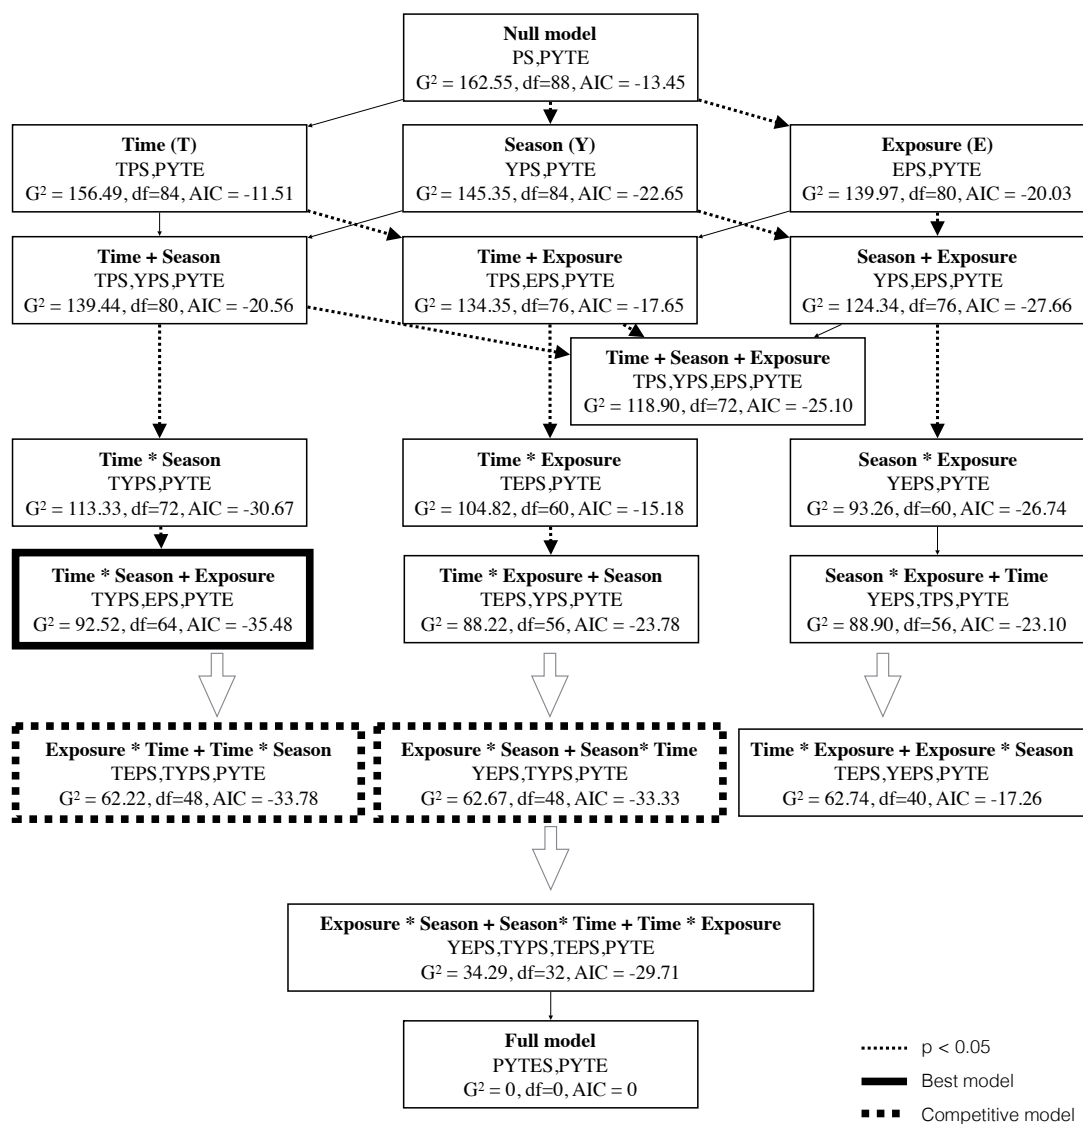 Null model
PS,PYTE
G² = 162.55, df=88, AIC = -13.45
Time (T)
TPS,PYTE
G² = 156.49, df=84, AIC = -11.51
Season (Y)
YPS,PYTE
G² = 145.35, df=84, AIC = -22.65
Exposure (E)
EPS,PYTE
G² = 139.97, df=80, AIC = -20.03
Time + Season
TPS,YPS,PYTE
G² = 139.44, df=80, AIC = -20.56
Time + Exposure
TPS,EPS,PYTE
G² = 134.35, df=76, AIC = -17.65
Season + Exposure
YPS,EPS,PYTE
G² = 124.34, df=76, AIC = -27.66
Time + Season + Exposure
TPS,YPS,EPS,PYTE
G² = 118.90, df=72, AIC = -25.10
Time * Season
TYPS,PYTE
G² = 113.33, df=72, AIC = -30.67
Time * Exposure
TEPS,PYTE
G² = 104.82, df=60, AIC = -15.18
Season * Exposure
YEPS,PYTE
G² = 93.26, df=60, AIC = -26.74
Time * Season + Exposure
TYPS,EPS,PYTE
G² = 92.52, df=64, AIC = -35.48
Time * Exposure + Season
TEPS,YPS,PYTE
G² = 88.22, df=56, AIC = -23.78
Season * Exposure + Time
YEPS,TPS,PYTE
G² = 88.90, df=56, AIC = -23.10
Exposure * Time + Time * Season
TEPS,TYPS,PYTE
G² = 62.22, df=48, AIC = -33.78
Exposure * Season + Season* Time
YEPS,TYPS,PYTE
G² = 62.67, df=48, AIC = -33.33
Time * Exposure + Exposure * Season
TEPS,YEPS,PYTE
G² = 62.74, df=40, AIC = -17.26
Exposure * Season + Season* Time + Time * Exposure
YEPS,TYPS,TEPS,PYTE
G² = 34.29, df=32, AIC = -29.71
Full model
PYTES,PYTE
G² = 0, df=0, AIC = 0
p < 0.05
Best model
Competitive model